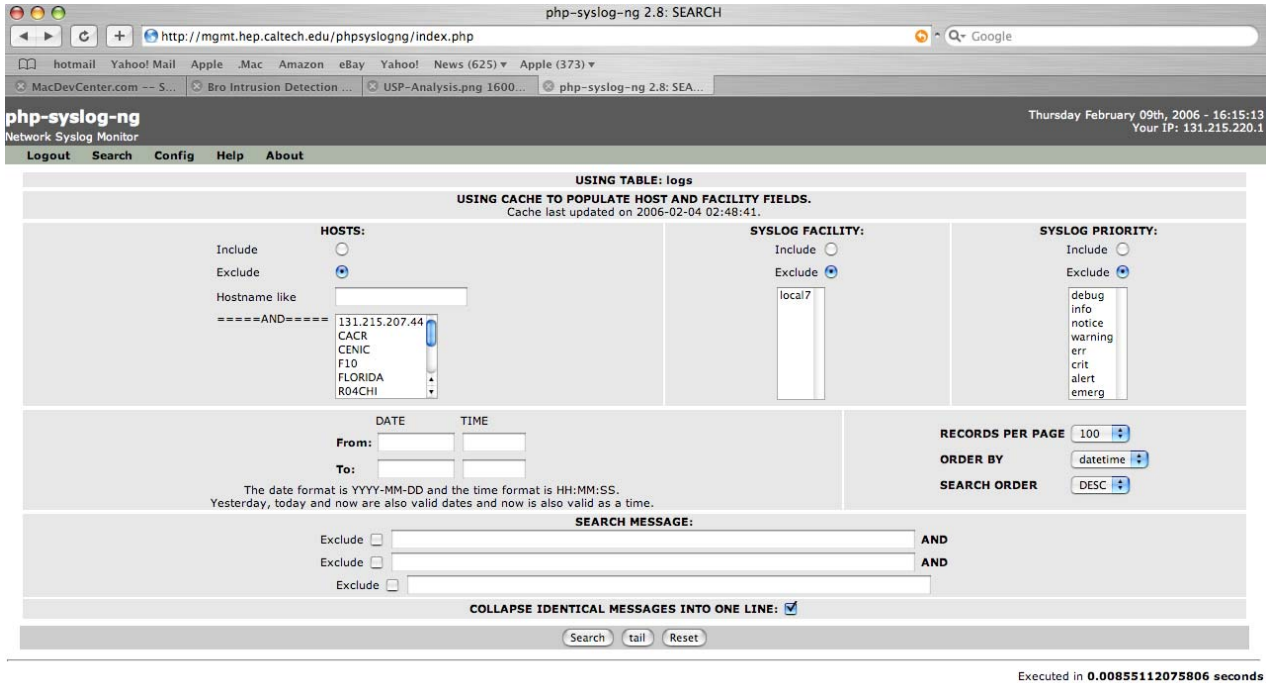 php-syslog-ng 2.8: SEARCH
http://mgmt.hep.caltech.edu/phpsyslogng/index.php
Google
hotmail Yahoo! Mail Apple .Mac Amazon eBay Yahoo! News (625) Apple (373)
MacDevCenter.com -- S... Bro Intrusion Detection ... USP-Analysis.png 1600... php-syslog-ng 2.8: SEA...
php-syslog-ng
Network Syslog Monitor
Thursday February 09th, 2006 - 16:15:13
Your IP: 131.215.220.1
Logout Search Config Help About
USING TABLE: logs
USING CACHE TO POPULATE HOST AND FACILITY FIELDS.
Cache last updated on 2006-02-04 02:48:41.
HOSTS:
Include
Exclude
Hostname like
=====AND=====
131.215.207.44
CACR
CENIC
F10
FLORIDA
R04CHI
SYSLOG FACILITY:
Include
Exclude
local7
SYSLOG PRIORITY:
Include
Exclude
debug
info
notice
warning
err
crit
alert
emerg
DATE TIME
From:
To:
The date format is YYYY-MM-DD and the time format is HH:MM:SS.
Yesterday, today and now are also valid dates and now is also valid as a time.
RECORDS PER PAGE 100
ORDER BY datetime
SEARCH ORDER DESC
SEARCH MESSAGE:
Exclude AND
Exclude AND
Exclude
COLLAPSE IDENTICAL MESSAGES INTO ONE LINE:
Search tail Reset
Executed in 0.00855112075806 seconds